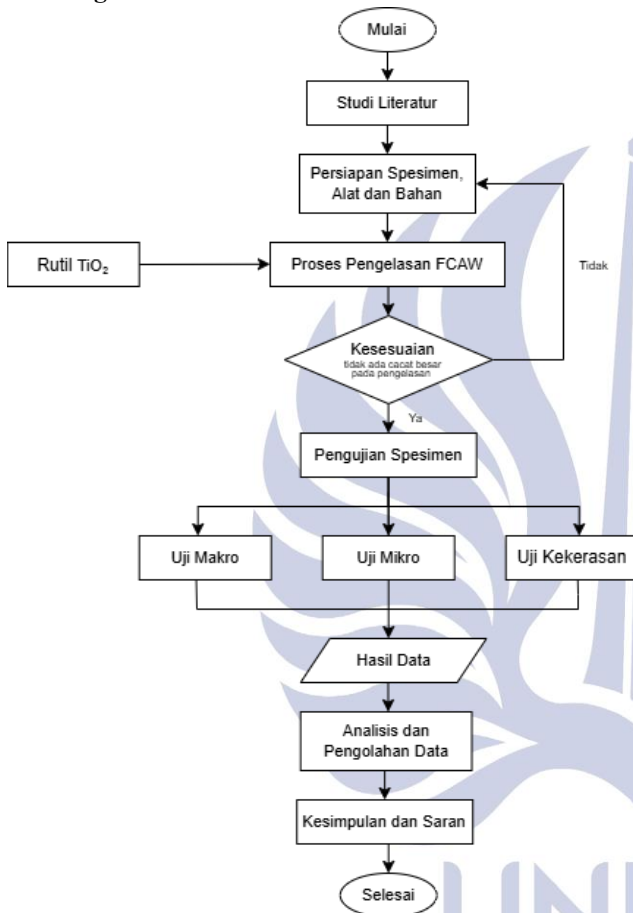 Mulai
Studi Literatur
Persiapan Spesimen,
Alat dan Bahan
Rutil TiO₂
Proses Pengelasan FCAW
Tidak
Kesesuaian
tidak ada cacat besar
pada pengelasan
Ya
Pengujian Spesimen
Uji Makro
Uji Mikro
Uji Kekerasan
Hasil Data
Analisis dan
Pengolahan Data
Kesimpulan dan Saran
Selesai